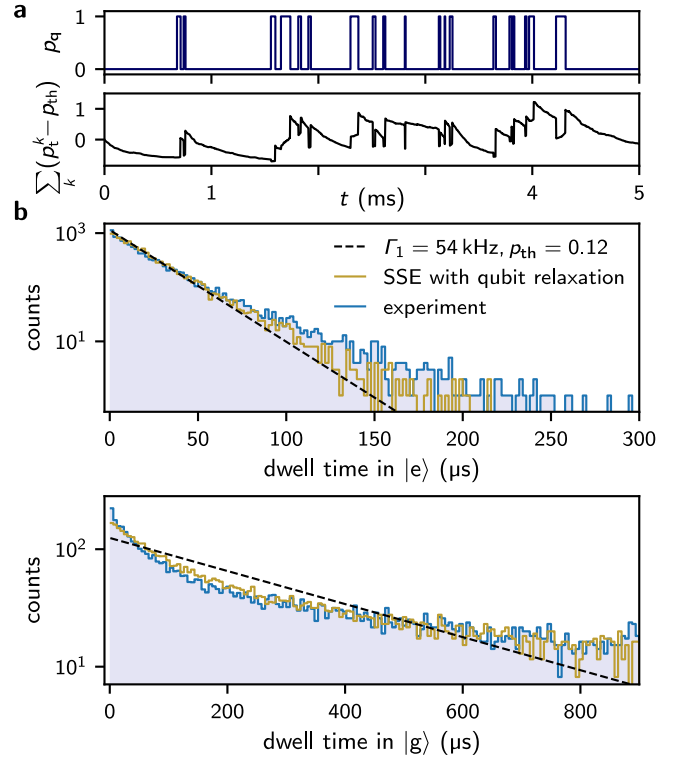 a
1
p_q
0
1
0
∑_k (p_t^k − p_th)
0 1 t (ms) 4 5
b
10^3
10^1
counts
Γ_1 = 54 kHz, p_th = 0.12
SSE with qubit relaxation
experiment
0 50 100 150 200 250 300
dwell time in |e⟩ (µs)
10^2
10^1
counts
0 200 400 600 800
dwell time in |g⟩ (µs)